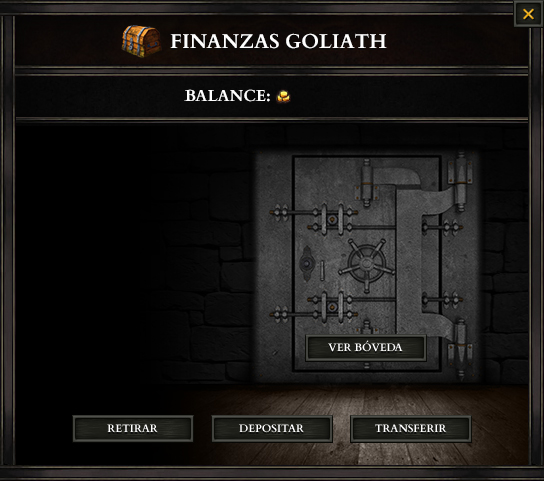 FINANZAS GOLIATH
BALANCE:
VER BÓVEDA
RETIRAR
DEPOSITAR
TRANSFERIR